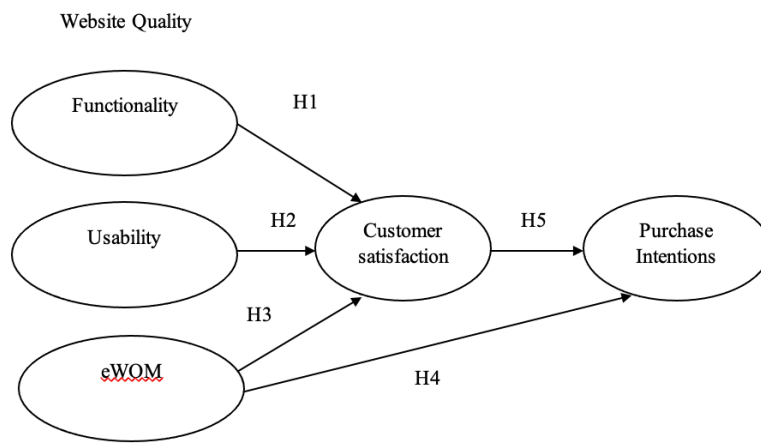 Website Quality
Functionality
H1
Usability
H2
Customer
satisfaction
H5
Purchase
Intentions
H3
eWOM
H4